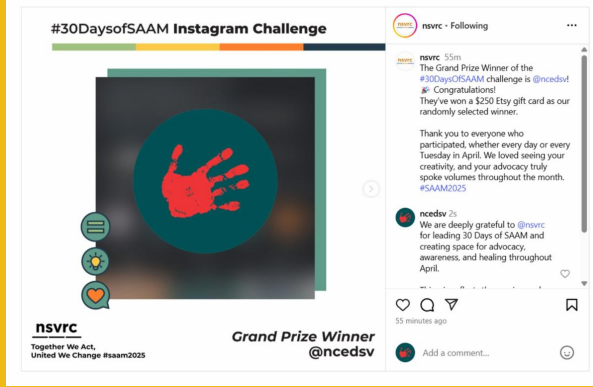 #30DaysofSAAM Instagram Challenge
nsvrc
Together We Act,
United We Change #saam2025
Grand Prize Winner
@ncedsv
nsvrc
nsvrc • Following
nsvrc
nsvrc 55m
The Grand Prize Winner of the
#30DaysOfSAAM challenge is @ncedsv!
🎉 Congratulations!
They've won a $250 Etsy gift card as our
randomly selected winner.
Thank you to everyone who
participated, whether every day or every
Tuesday in April. We loved seeing your
creativity, and your advocacy truly
spoke volumes throughout the month.
#SAAM2025
ncedsv 2s
We are deeply grateful to @nsvrc
for leading 30 Days of SAAM and
creating space for advocacy,
awareness, and healing throughout
April.
55 minutes ago
Add a comment...